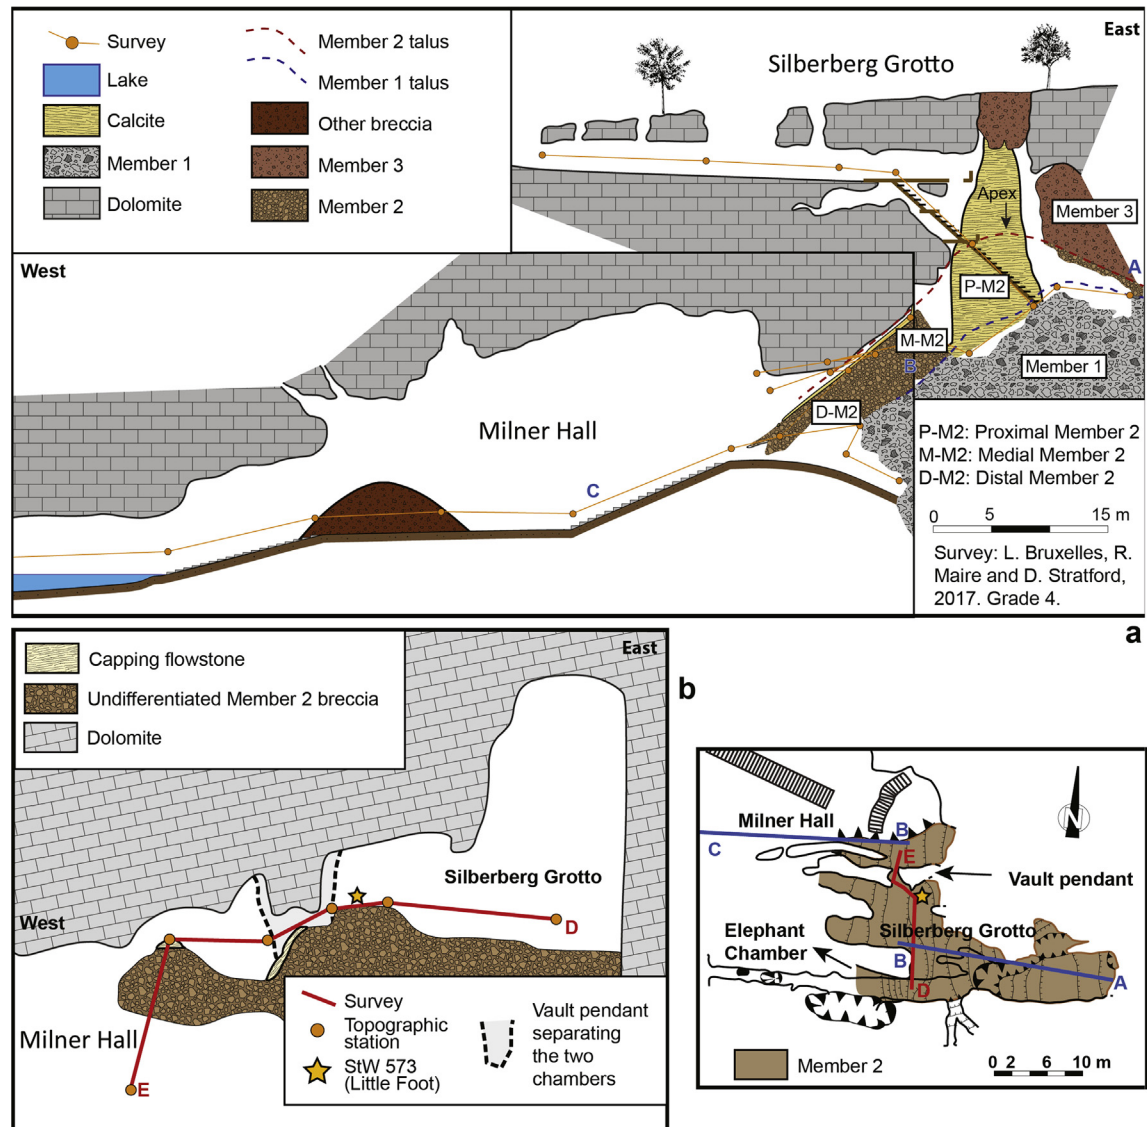 Survey
Lake
Calcite
Member 1
Dolomite
Member 2 talus
Member 1 talus
Other breccia
Member 3
Member 2
East
Silberberg Grotto
Apex
Member 3
A
P-M2
M-M2
B
Member 1
D-M2
West
Milner Hall
C
P-M2: Proximal Member 2
M-M2: Medial Member 2
D-M2: Distal Member 2
0 5 15 m
Survey: L. Bruxelles, R.
Maire and D. Stratford,
2017. Grade 4.
a
Capping flowstone
Undifferentiated Member 2 breccia
Dolomite
East
b
Silberberg Grotto
West
D
Milner Hall
E
Survey
Topographic
station
StW 573
(Little Foot)
Vault pendant
separating
the two
chambers
N
Milner Hall
B
C
E
Vault pendant
Elephant
Chamber
Silberberg Grotto
B
D
A
Member 2
0 2 6 10 m